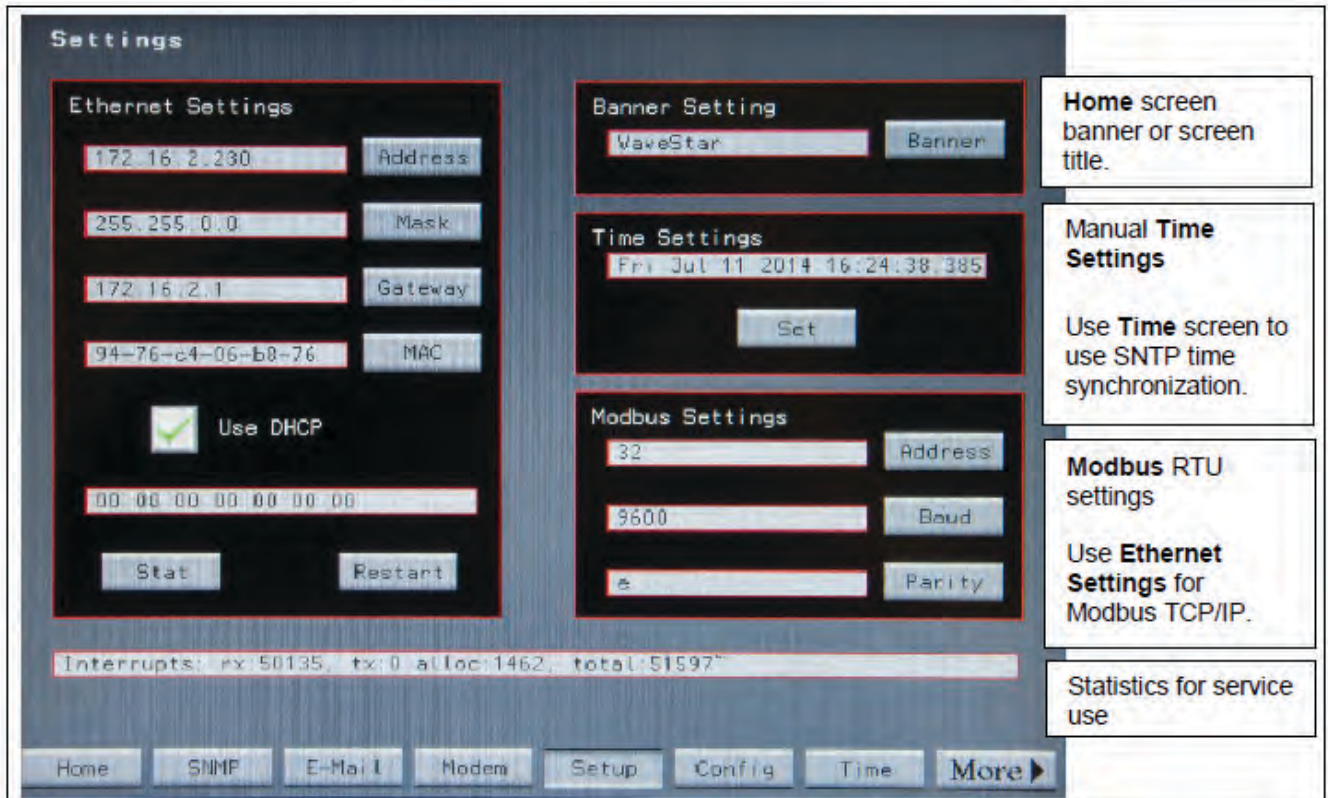 Settings
Ethernet Settings
172.16.2.230 Address
255.255.0.0 Mask
172.16.2.1 Gateway
94-76-c4-06-b8-76 MAC
Use DHCP
00 00 00 00 00 00 00
Stat Restart
Banner Setting
WaveStar Banner
Time Settings
Fri Jul 11 2014 16:24:38.385
Set
Modbus Settings
32 Address
9600 Baud
e Parity
Interrupts: rx:50135, tx:0 alloc:1462, total:51597~
Home SNMP E-Mail Modem Setup Config Time More
Home screen
banner or screen
title.
Manual Time
Settings
Use Time screen to
use SNTP time
synchronization.
Modbus RTU
settings
Use Ethernet
Settings for
Modbus TCP/IP.
Statistics for service
use